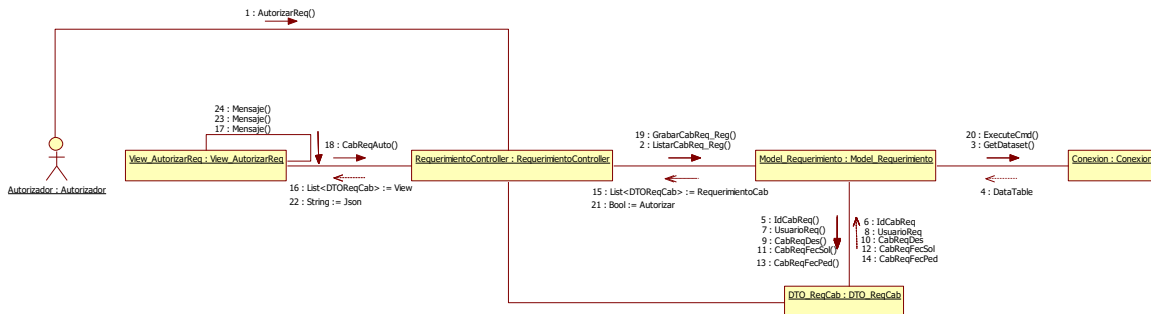 1 : AutorizarReq()
24 : Mensaje()
23 : Mensaje()
17 : Mensaje()
18 : CabReqAuto()
19 : GrabarCabReq_Reg()
2 : ListarCabReq_Reg()
20 : ExecuteCmd()
3 : GetDataset()
View_AutorizarReq : View_AutorizarReq
RequerimientoController : RequerimientoController
Model_Requerimiento : Model_Requerimiento
Conexion : Conexion
Autorizador : Autorizador
16 : List<DTOReqCab> := View
22 : String := Json
15 : List<DTOReqCab> := RequerimientoCab
21 : Bool := Autorizar
4 : DataTable
5 : IdCabReq()
7 : UsuarioReq()
9 : CabReqDes()
11 : CabReqFecSol()
13 : CabReqFecPed()
6 : IdCabReq
8 : UsuarioReq
10 : CabReqDes
12 : CabReqFecSol
14 : CabReqFecPed
DTO_ReqCab : DTO_ReqCab